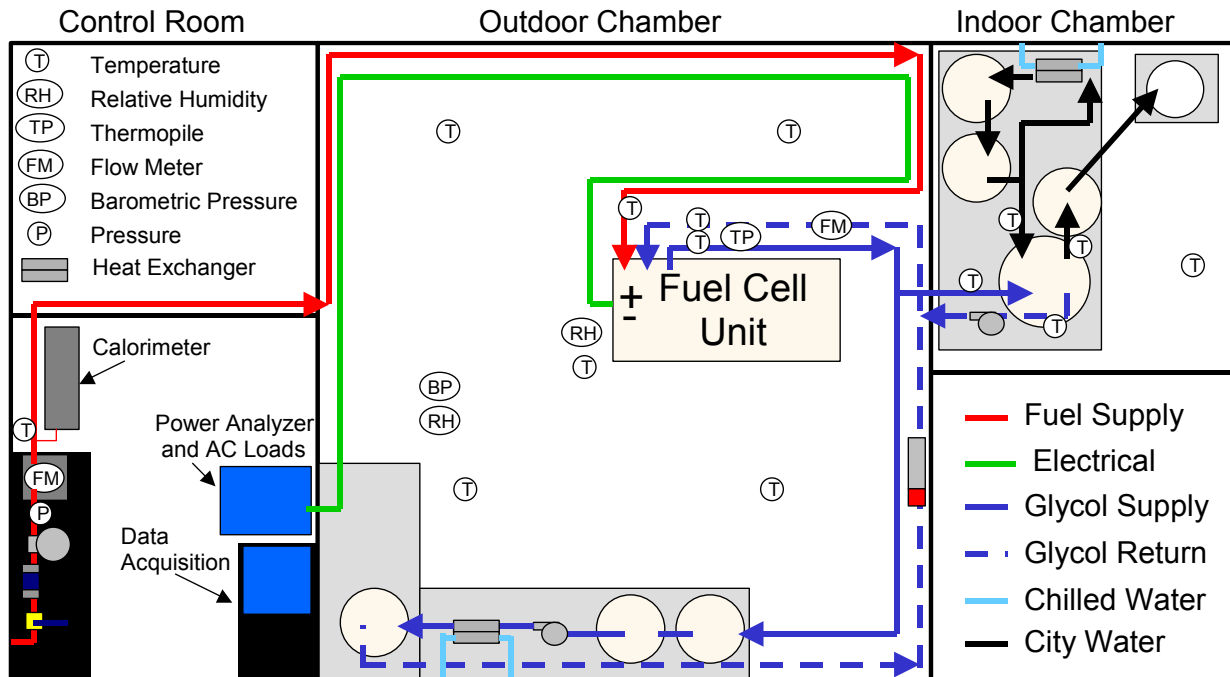 Control Room
Outdoor Chamber
Indoor Chamber
T Temperature
RH Relative Humidity
TP Thermopile
FM Flow Meter
BP Barometric Pressure
P Pressure
Heat Exchanger
T
T
T
T
T
TP
FM
+
-
Fuel Cell
Unit
RH
T
BP
RH
T
T
T
T
T
T
T
T
Calorimeter
T
FM
P
Power Analyzer
and AC Loads
Data
Acquisition
Fuel Supply
Electrical
Glycol Supply
Glycol Return
Chilled Water
City Water